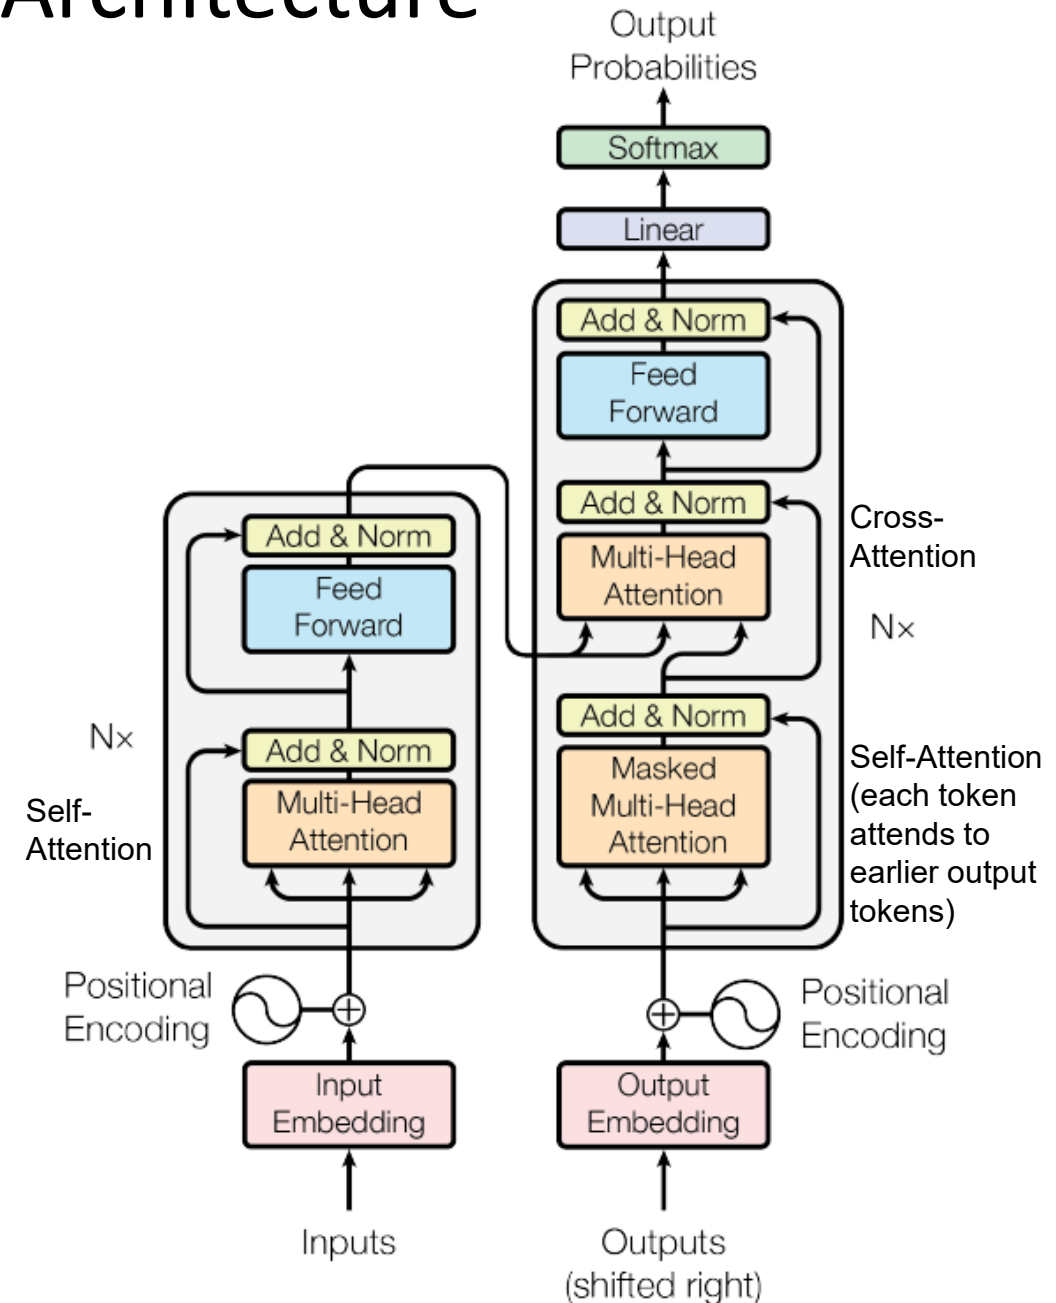 Architecture
Output
Probabilities
Softmax
Linear
Add & Norm
Feed
Forward
Add & Norm
Multi-Head
Attention
Cross-
Attention
N×
Add & Norm
Masked
Multi-Head
Attention
Self-Attention
(each token
attends to
earlier output
tokens)
Add & Norm
Feed
Forward
N×
Add & Norm
Multi-Head
Attention
Self-
Attention
Positional
Encoding
Positional
Encoding
Input
Embedding
Output
Embedding
Inputs
Outputs
(shifted right)